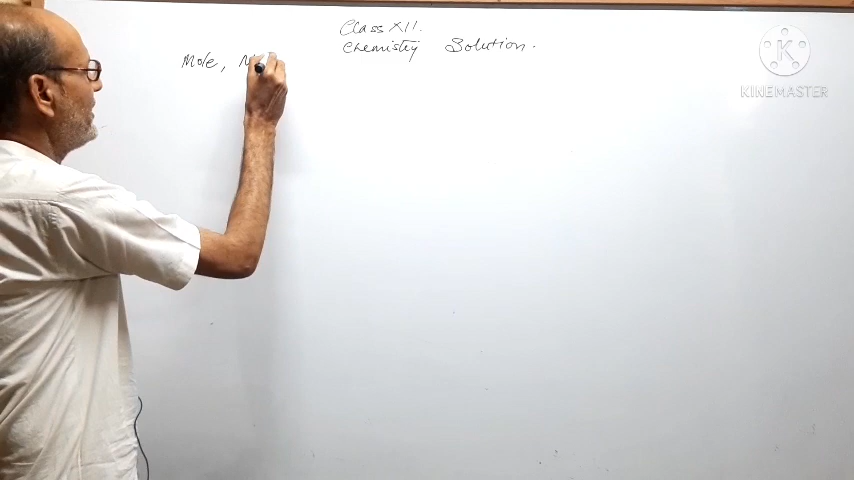 Class XII.
Chemistry Solution.
Mole,
K
KINEMASTER